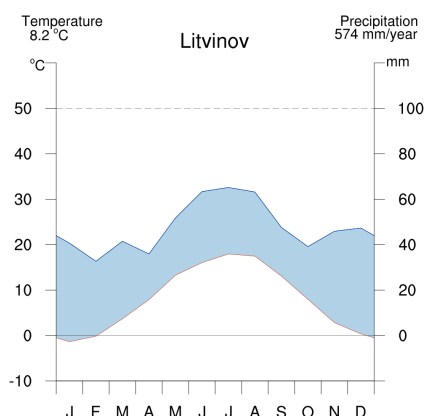 Temperature
8.2 °C
Litvinov
Precipitation
574 mm/year
°C
mm
50 100
40 80
30 60
20 40
10 20
0 0
-10
J F M A M J J A S O N D